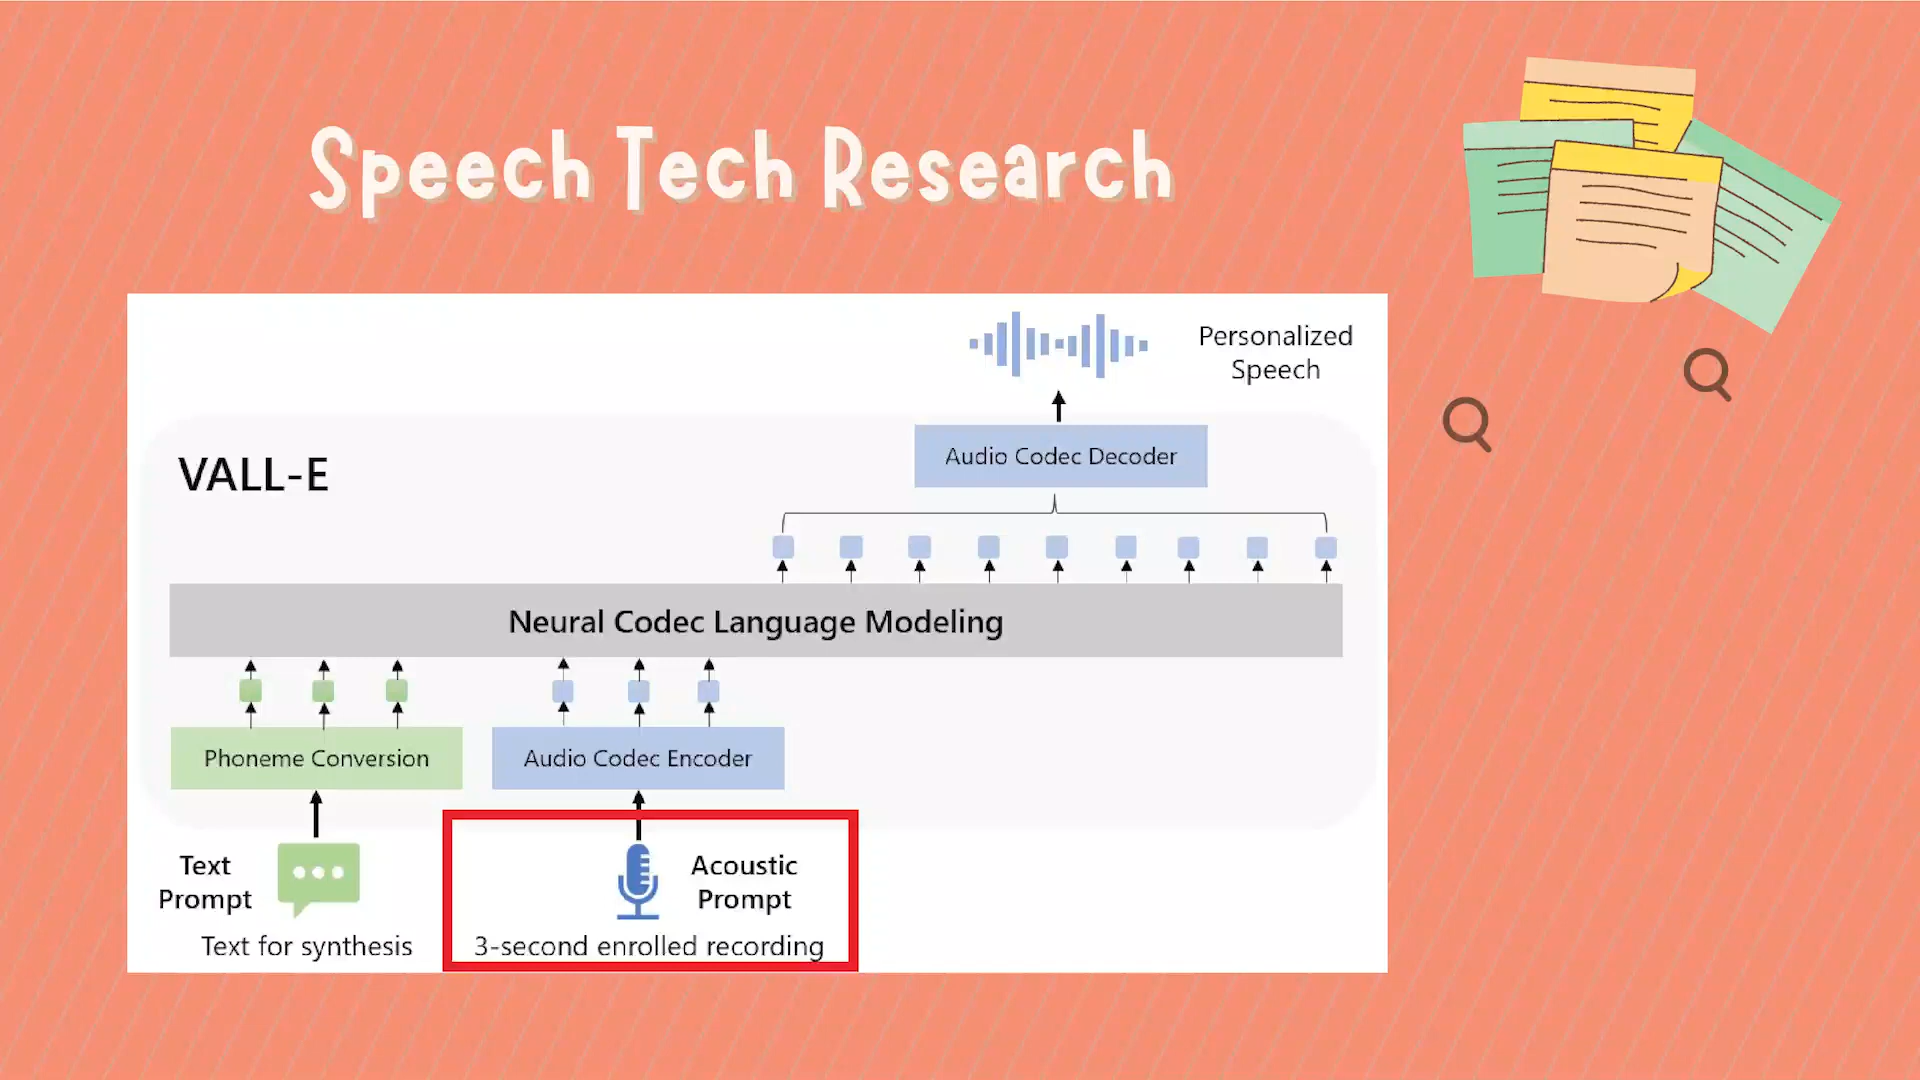 Speech Tech Research
Personalized
Speech
Audio Codec Decoder
VALL-E
Neural Codec Language Modeling
Phoneme Conversion
Audio Codec Encoder
Text
Prompt
Text for synthesis
Acoustic
Prompt
3-second enrolled recording